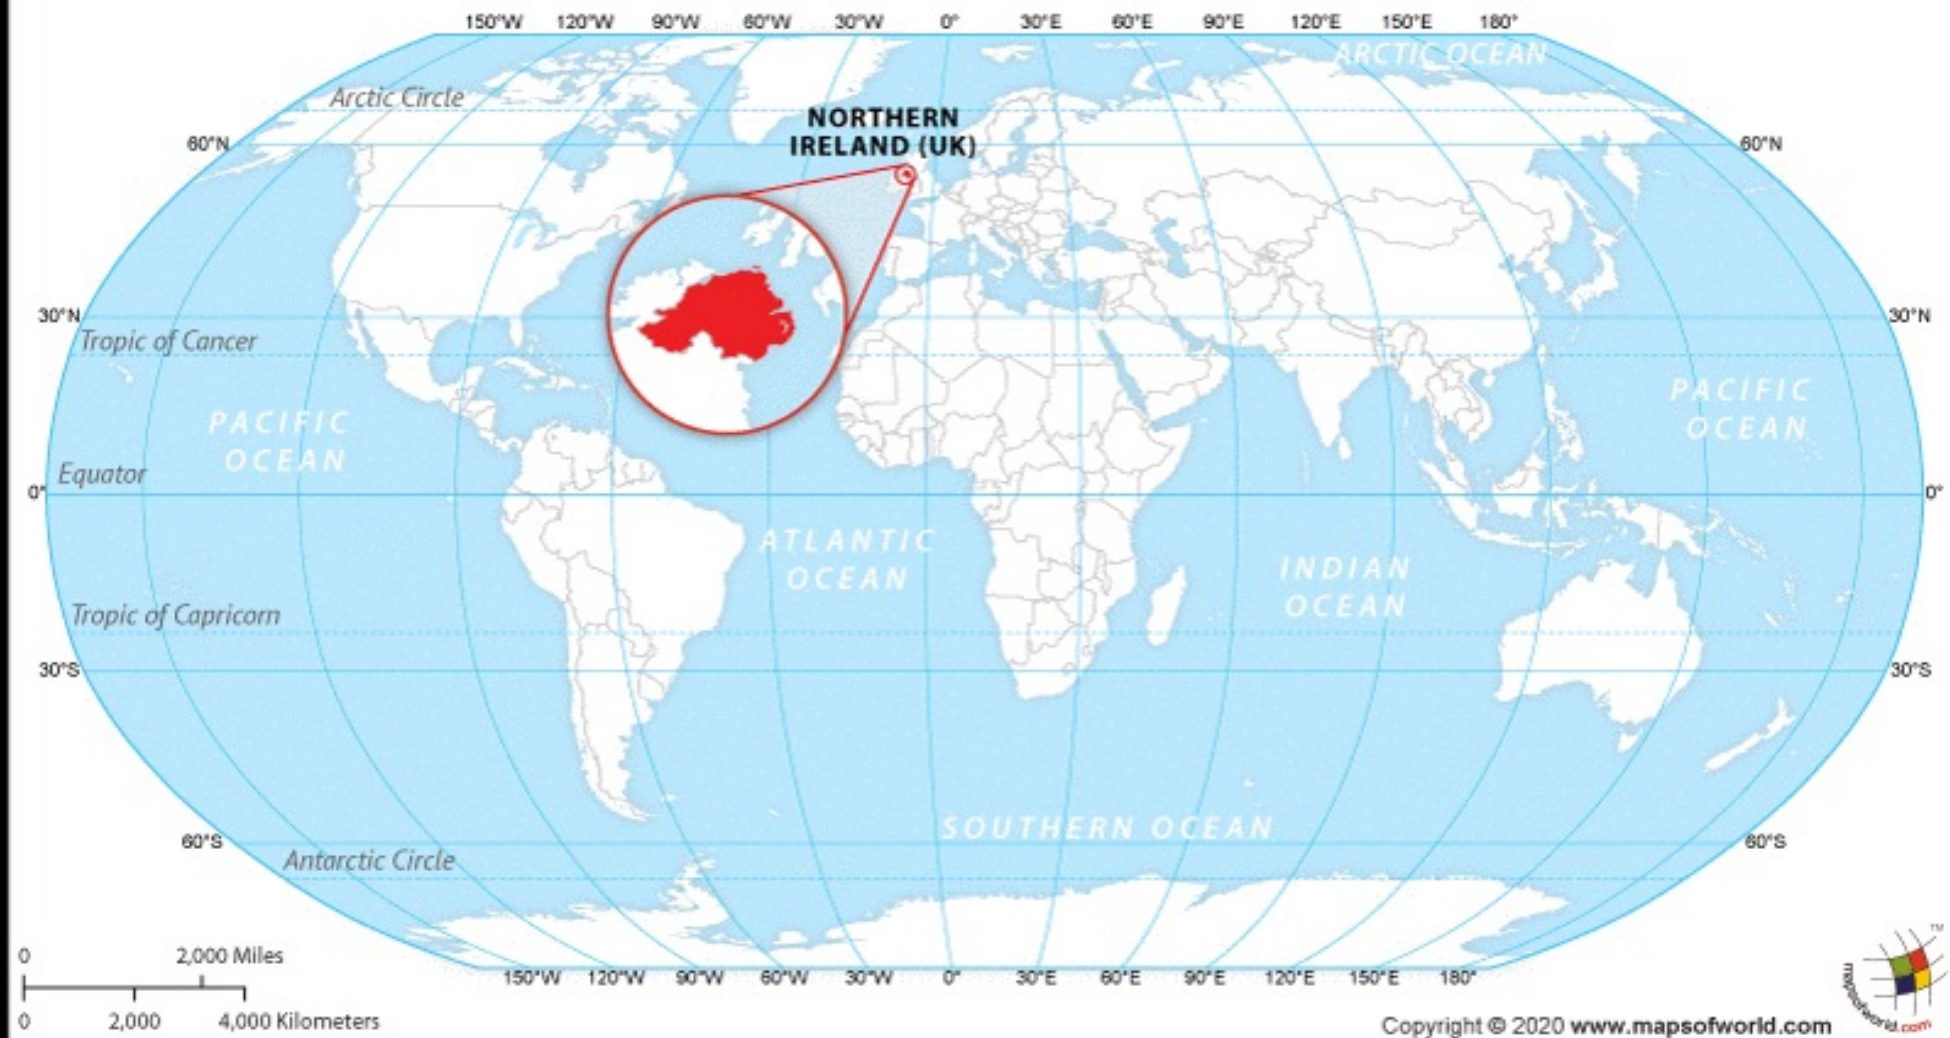 150°W 120°W 90°W 60°W 30°W 0° 30°E 60°E 90°E 120°E 150°E 180°
ARCTIC OCEAN
Arctic Circle
NORTHERN
IRELAND (UK)
60°N 60°N
30°N 30°N
Tropic of Cancer
PACIFIC
OCEAN
PACIFIC
OCEAN
Equator
0° 0°
ATLANTIC
OCEAN
INDIAN
OCEAN
Tropic of Capricorn
30°S 30°S
SOUTHERN OCEAN
60°S 60°S
Antarctic Circle
150°W 120°W 90°W 60°W 30°W 0° 30°E 60°E 90°E 120°E 150°E 180°
0 2,000 Miles
0 2,000 4,000 Kilometers
Copyright © 2020 www.mapsofworld.com
mapsofworld.com
TM